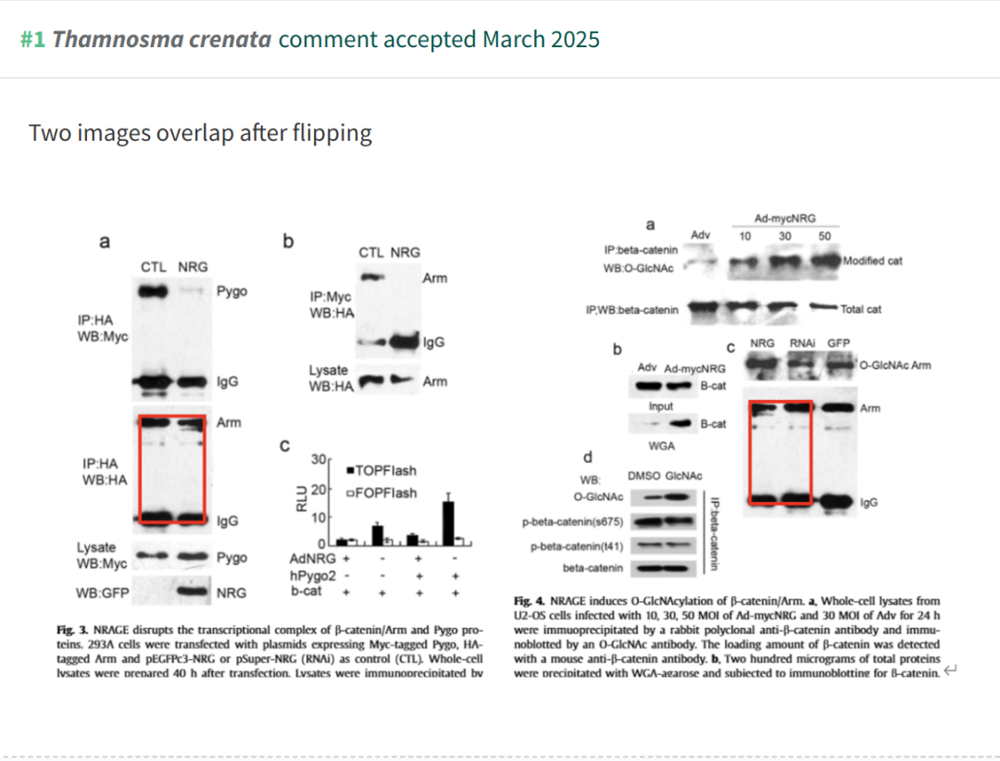 #1 Thamnosma crenata comment accepted March 2025
Two images overlap after flipping
a
CTL NRG
Pygo
IP:HA
WB:Myc
IgG
Arm
IP:HA
WB:HA
IgG
Lysate
WB:Myc
Pygo
WB:GFP
NRG
b
CTL NRG
Arm
IP:Myc
WB:HA
IgG
Lysate
WB:HA
Arm
c
30
20
10
0
RLU
TOPFlash
FOPFlash
AdNRG + - + -
hPygo2 - - + +
b-cat + + + +
Fig. 3. NRAGE disrupts the transcriptional complex of β-catenin/Arm and Pygo pro-
teins. 293A cells were transfected with plasmids expressing Myc-tagged Pygo, HA-
tagged Arm and pEGFPc3-NRG or pSuper-NRG (RNAi) as control (CTL). Whole-cell
lysates were prepared 40 h after transfection. Lysates were immunoprecipitated by
a
Ad-mycNRG
Adv 10 30 50
IP:beta-catenin
WB:O-GlcNAc
Modified cat
IP,WB:beta-catenin
Total cat
b
Adv Ad-mycNRG
B-cat
Input
B-cat
WGA
c
NRG RNAi GFP
O-GlcNAc Arm
Arm
IgG
d
WB: DMSO GlcNAc
O-GlcNAc
p-beta-catenin(s675)
p-beta-catenin(t41)
beta-catenin
IP:beta-catenin
Fig. 4. NRAGE induces O-GlcNAcylation of β-catenin/Arm. a, Whole-cell lysates from
U2-OS cells infected with 10, 30, 50 MOI of Ad-mycNRG and 30 MOI of Adv for 24 h
were immuoprecipitated by a rabbit polyclonal anti-β-catenin antibody and immu-
noblotted by an O-GlcNAc antibody. The loading amount of β-catenin was detected
with a mouse anti-β-catenin antibody. b, Two hundred micrograms of total proteins
were precipitated with WGA-agarose and subjected to immunoblotting for β-catenin.